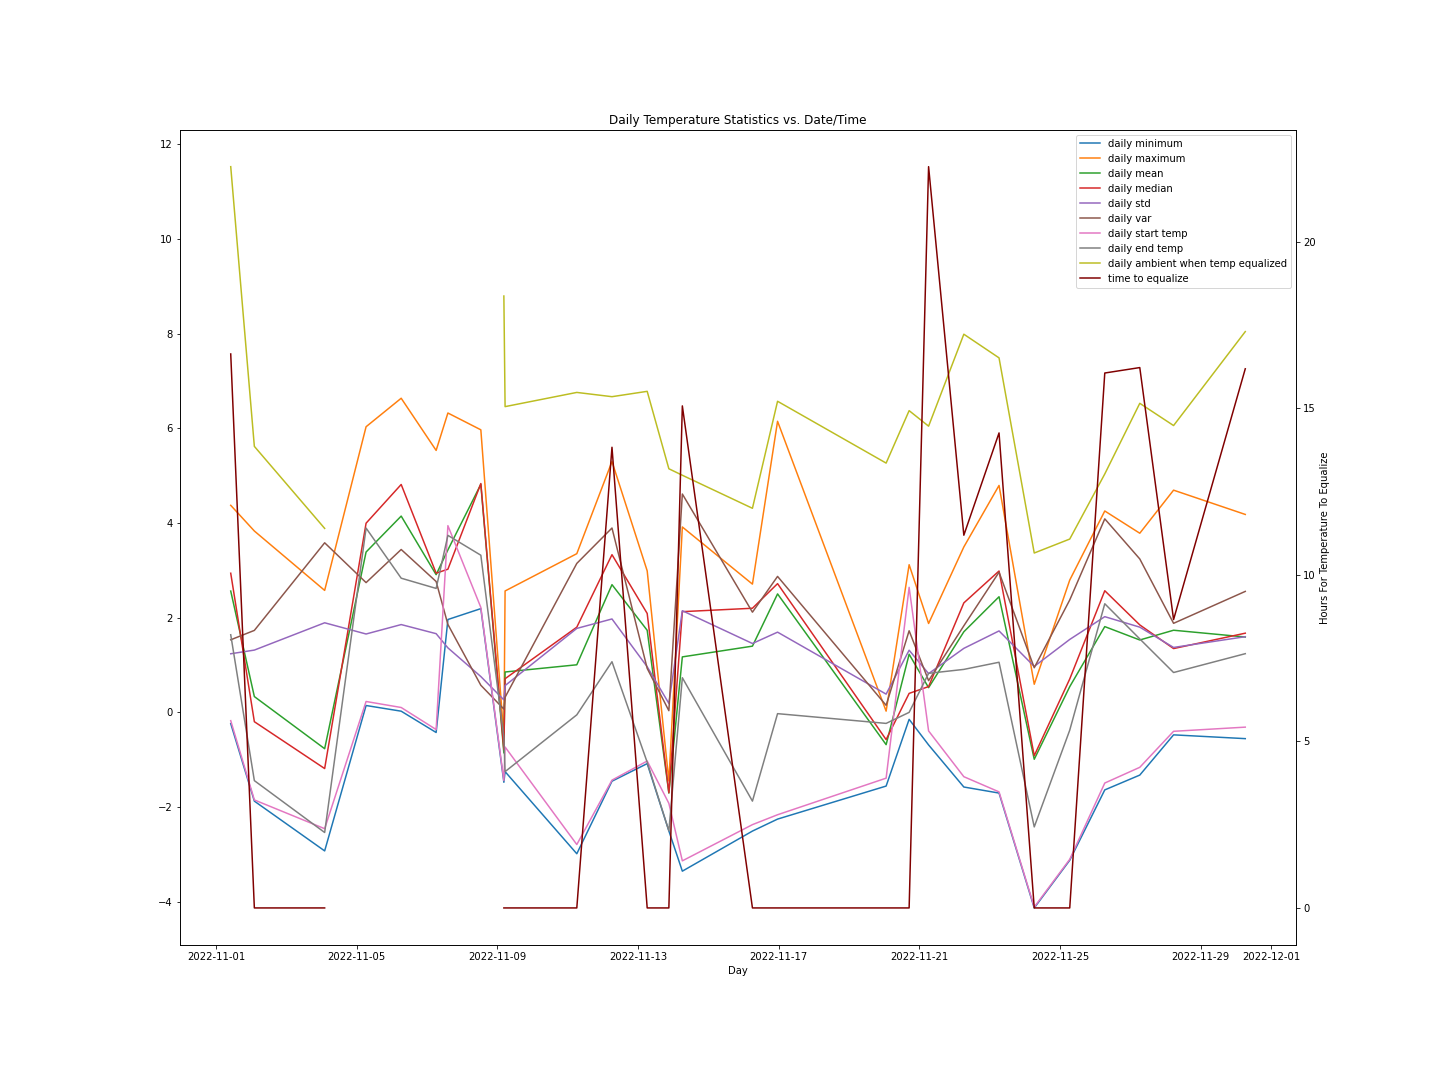 Daily Temperature Statistics vs. Date/Time
daily minimum
daily maximum
daily mean
daily median
daily std
daily var
daily start temp
daily end temp
daily ambient when temp equalized
time to equalize
12
10
8
6
4
2
0
−2
−4
20
15
10
5
0
Hours For Temperature To Equalize
2022-11-01
2022-11-05
2022-11-09
2022-11-13
2022-11-17
2022-11-21
2022-11-25
2022-11-29
2022-12-01
Day